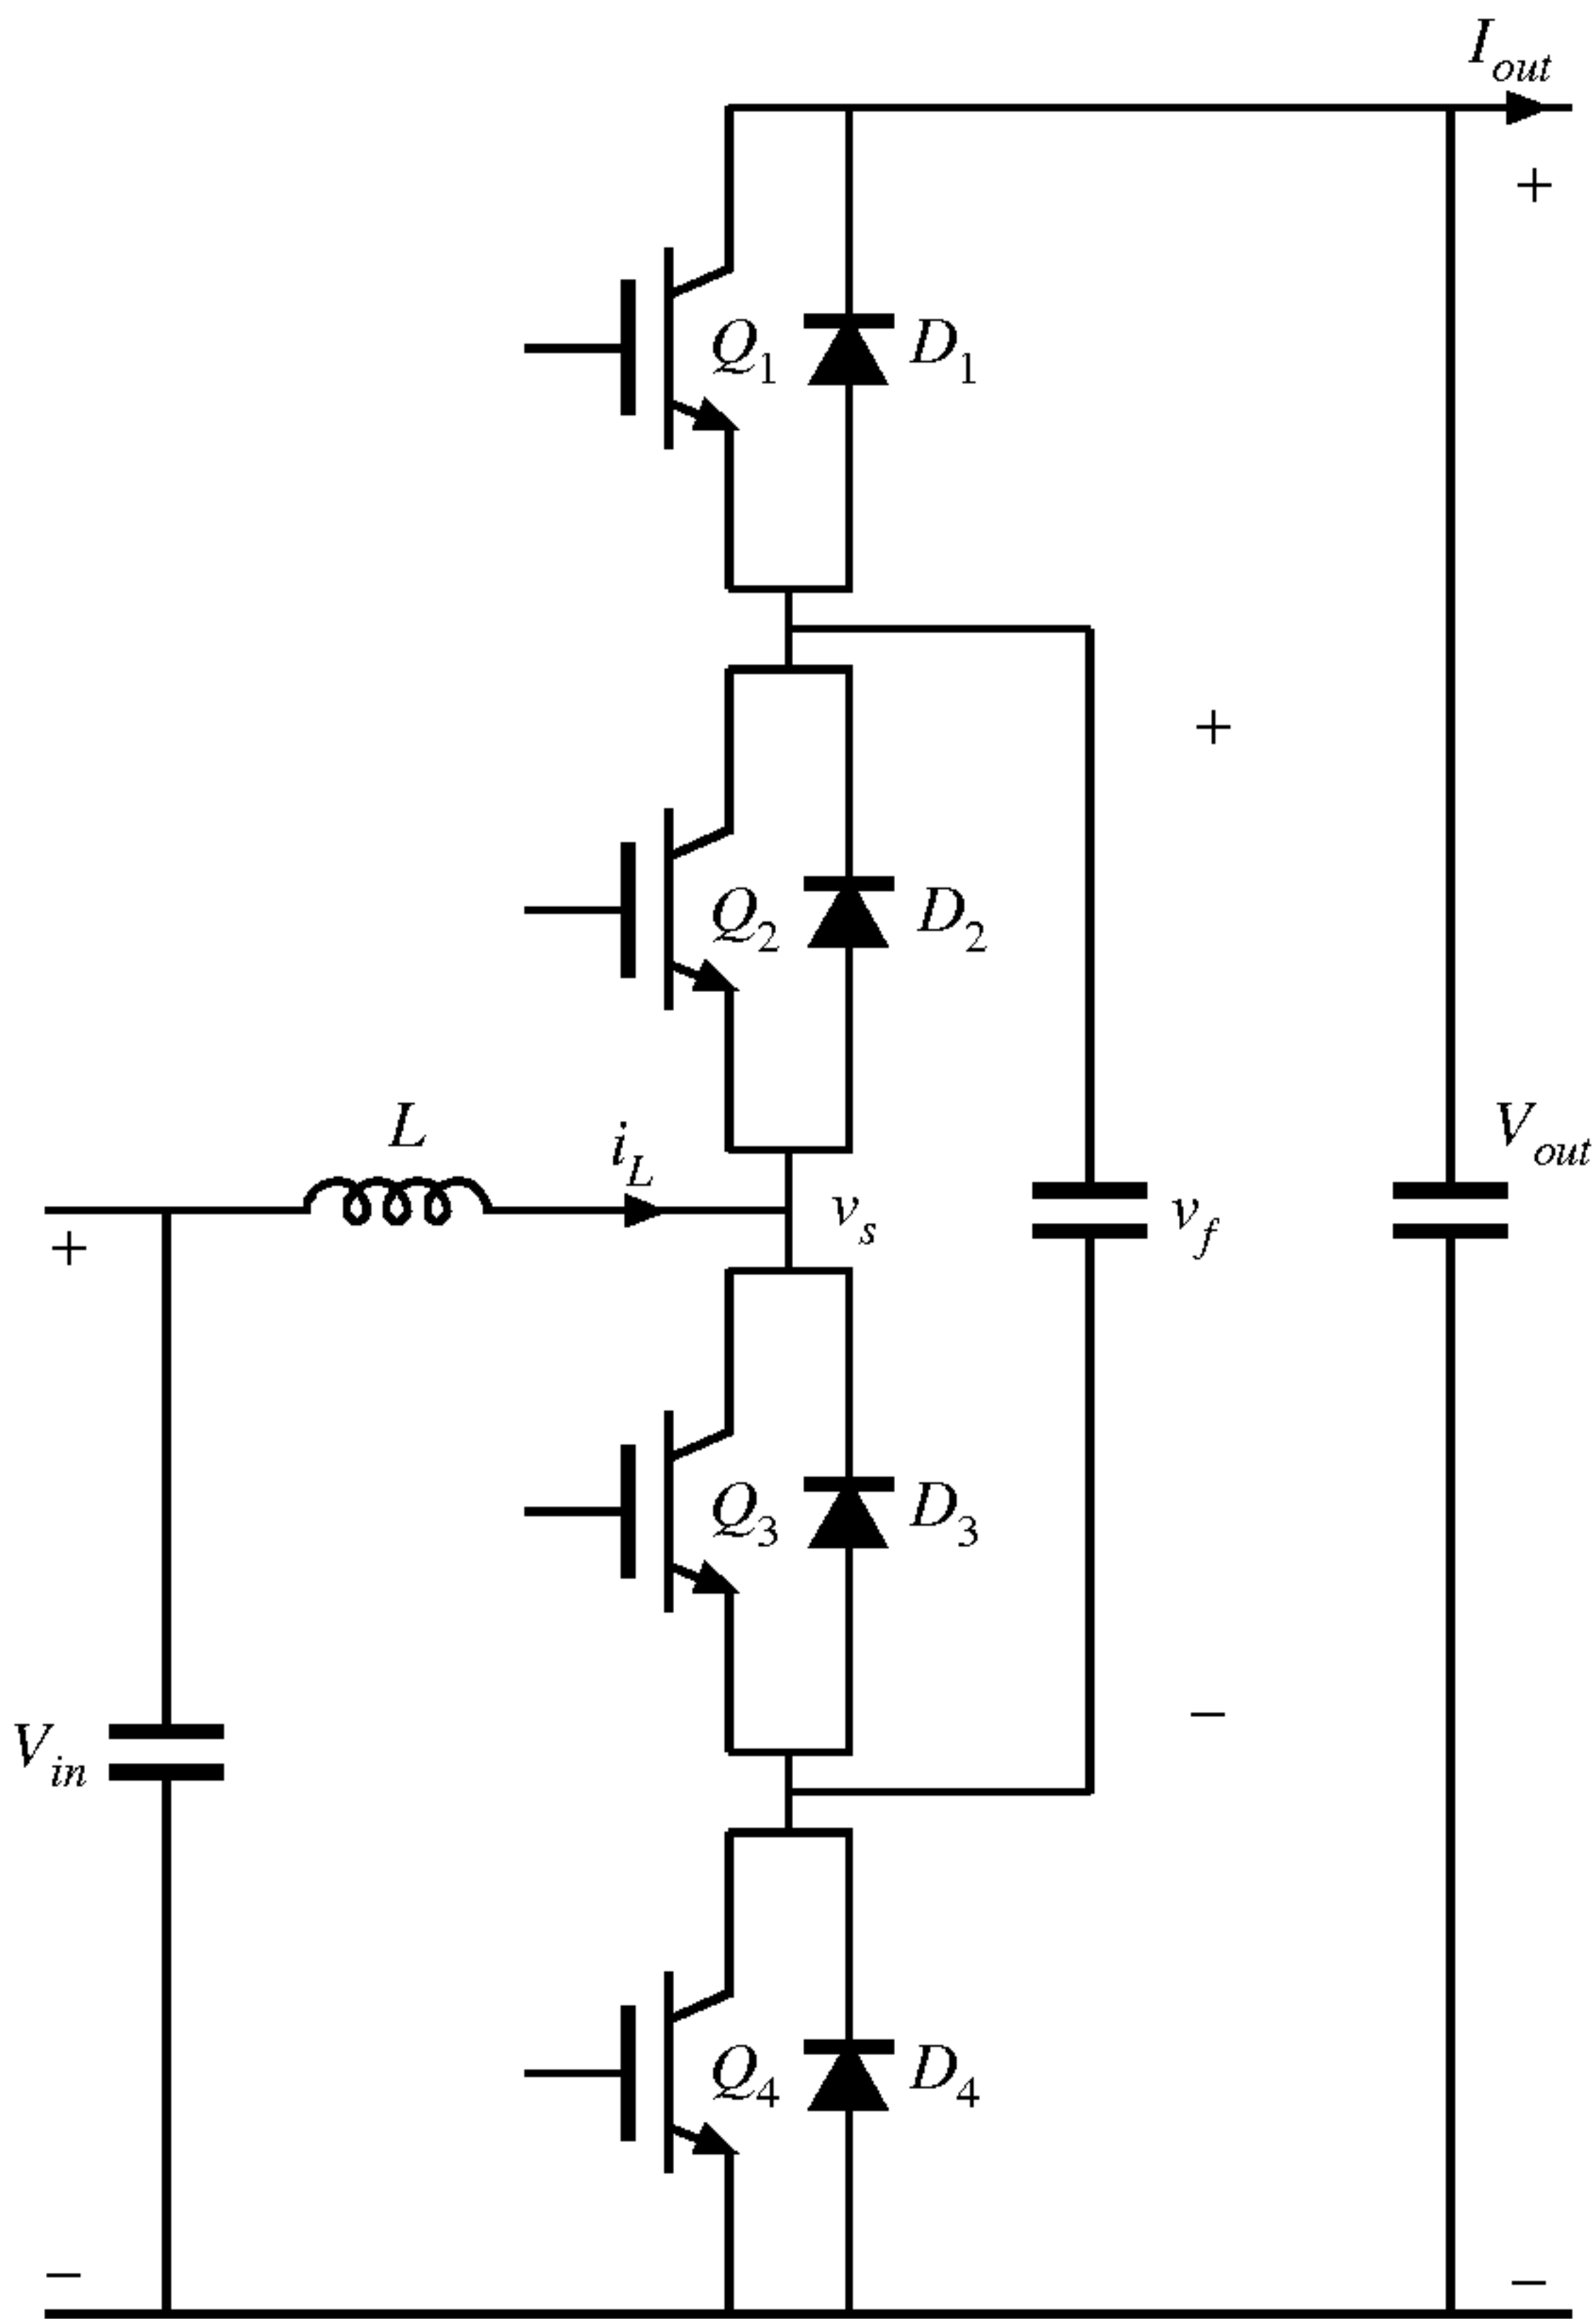 I_out
+
Q_1 D_1
+
Q_2 D_2
L i_L v_s v_f V_out
+
Q_3 D_3
−
V_in
Q_4 D_4
− −